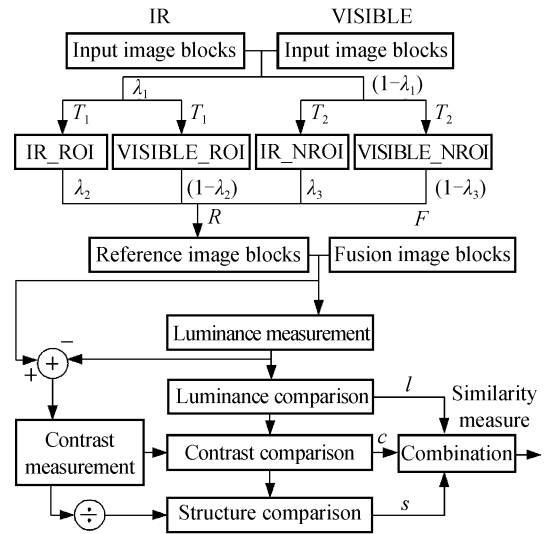 IR VISIBLE
Input image blocks Input image blocks
λ1 (1−λ1)
T1 T1 T2 T2
IR_ROI VISIBLE_ROI IR_NROI VISIBLE_NROI
λ2 (1−λ2) λ3 (1−λ3)
R F
Reference image blocks Fusion image blocks
Luminance measurement
−
+ +
Luminance comparison l Similarity
measure
Contrast
measurement Contrast comparison c Combination
÷ Structure comparison s